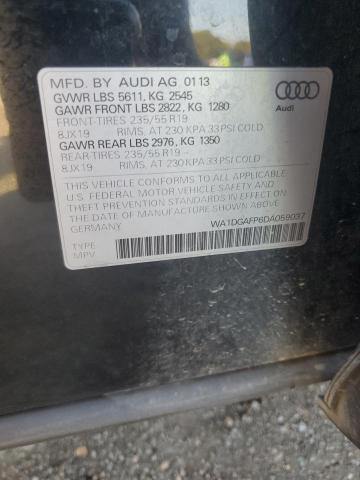 MFD. BY AUDI AG 01 13
GVWR LBS 5611, KG 2545
GAWR FRONT LBS 2822, KG 1280
FRONT-TIRES 235/55 R19 -
8JX19 RIMS, AT 230 KPA 33 PSI COLD
GAWR REAR LBS 2976, KG 1350
REAR TIRES 235/55 R19 -
8JX19 RIMS, AT 230 KPA 33 PSI COLD
Audi
THIS VEHICLE CONFORMS TO ALL APPLICABLE
U.S. FEDERAL MOTOR VEHICLE SAFETY AND
THEFT PREVENTION STANDARDS IN EFFECT ON
THE DATE OF MANUFACTURE SHOWN ABOVE.
GERMANY WA1DGAFP6DA059037
TYPE:
MPV